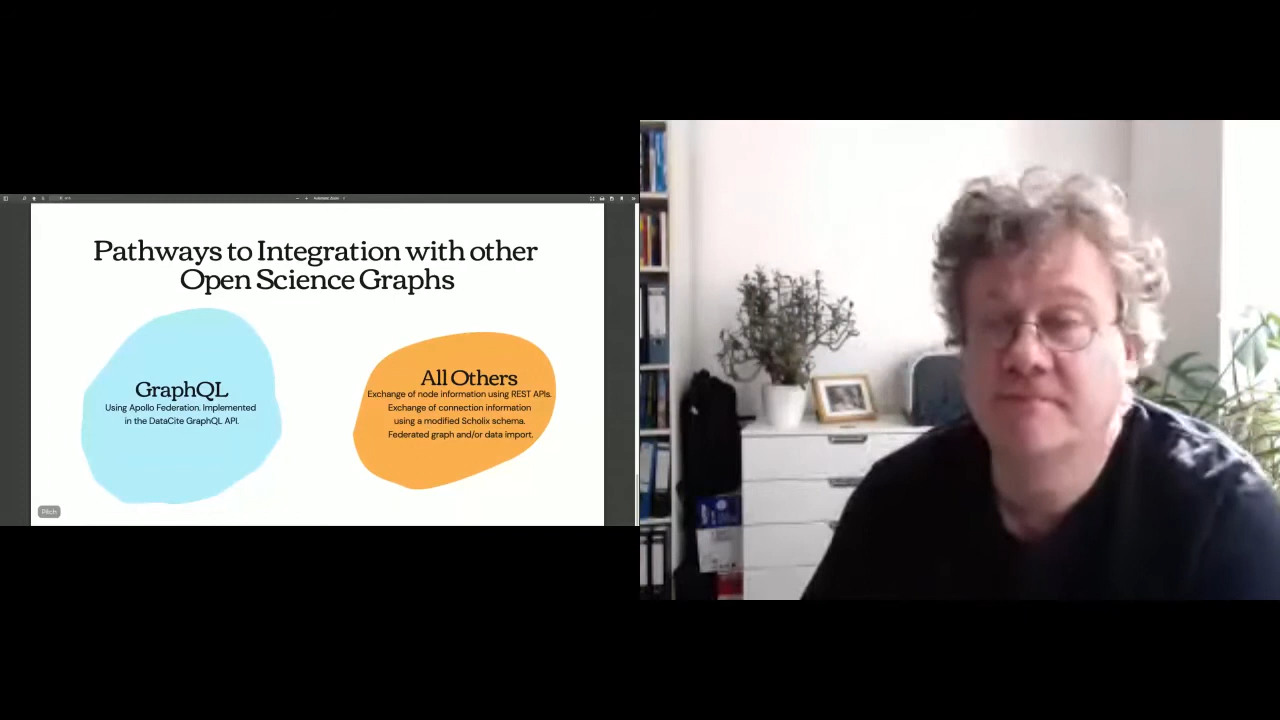 Pathways to Integration with other
Open Science Graphs
GraphQL
Using Apollo Federation. Implemented
in the DataCite GraphQL API.
All Others
Exchange of node information using REST APIs.
Exchange of connection information
using a modified Scholix schema.
Federated graph and/or data import.
Pitch